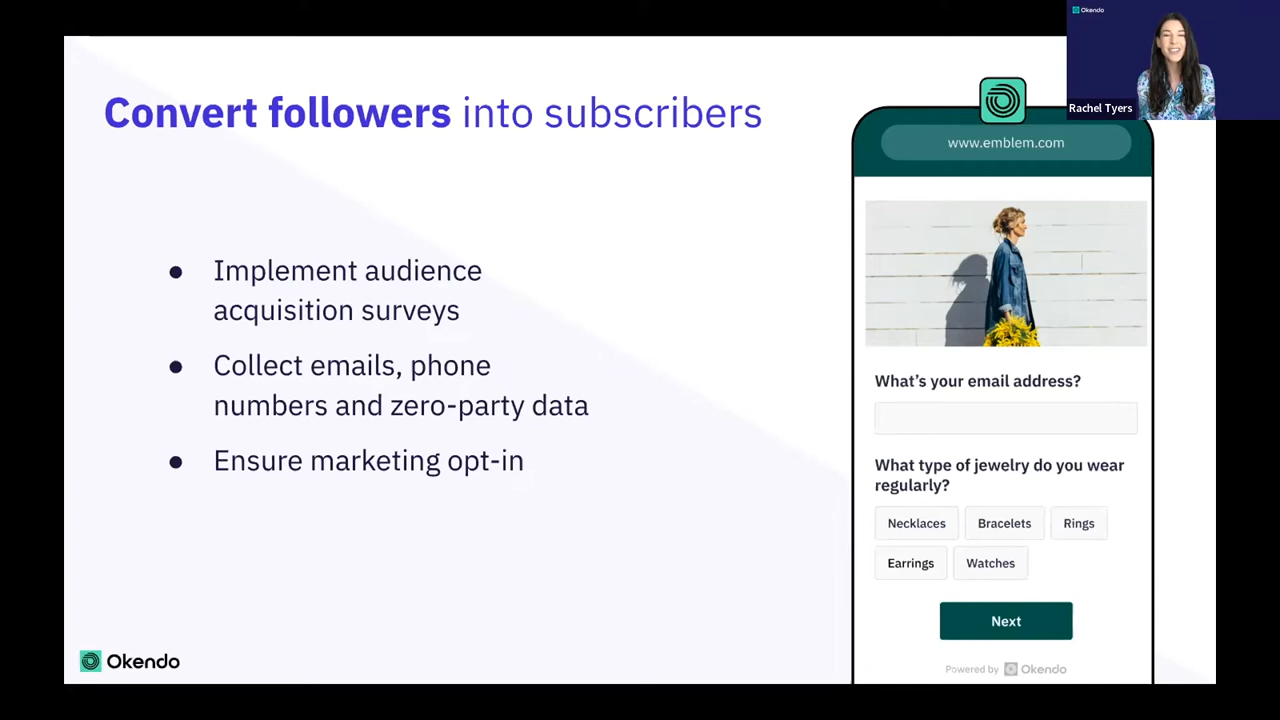 Okendo
Rachel Tyers
Convert followers into subscribers
● Implement audience
acquisition surveys
● Collect emails, phone
numbers and zero-party data
● Ensure marketing opt-in
Okendo
www.emblem.com
What's your email address?
What type of jewelry do you wear
regularly?
Necklaces Bracelets Rings
Earrings Watches
Next
Powered by Okendo